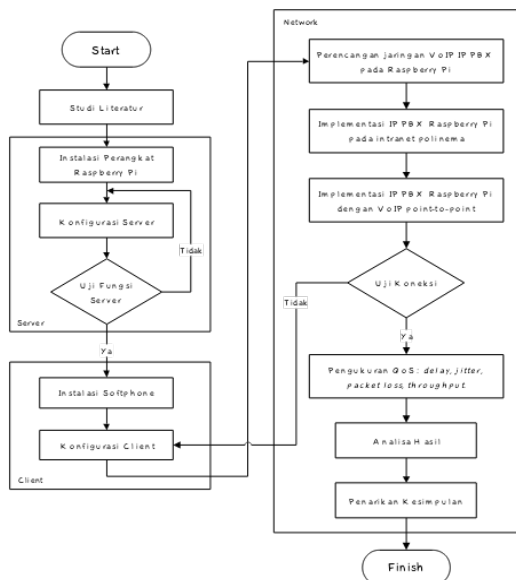 Start
Studi Literatur
Instalasi Perangkat
Raspberry Pi
Konfigurasi Server
Tidak
Uji Fungsi
Server
Server
Ya
Instalasi Softphone
Konfigurasi Client
Client
Network
Perencangan jaringan VoIP IP PBX
pada Raspberry Pi
Implementasi IP PBX Raspberry Pi
pada intranet polinema
Implementasi IP PBX Raspberry Pi
dengan VoIP point-to-point
Uji Koneksi
Tidak
Ya
Pengukuran QoS: delay, jitter,
packet loss, throughput
Analisa Hasil
Penarikan Kesimpulan
Finish